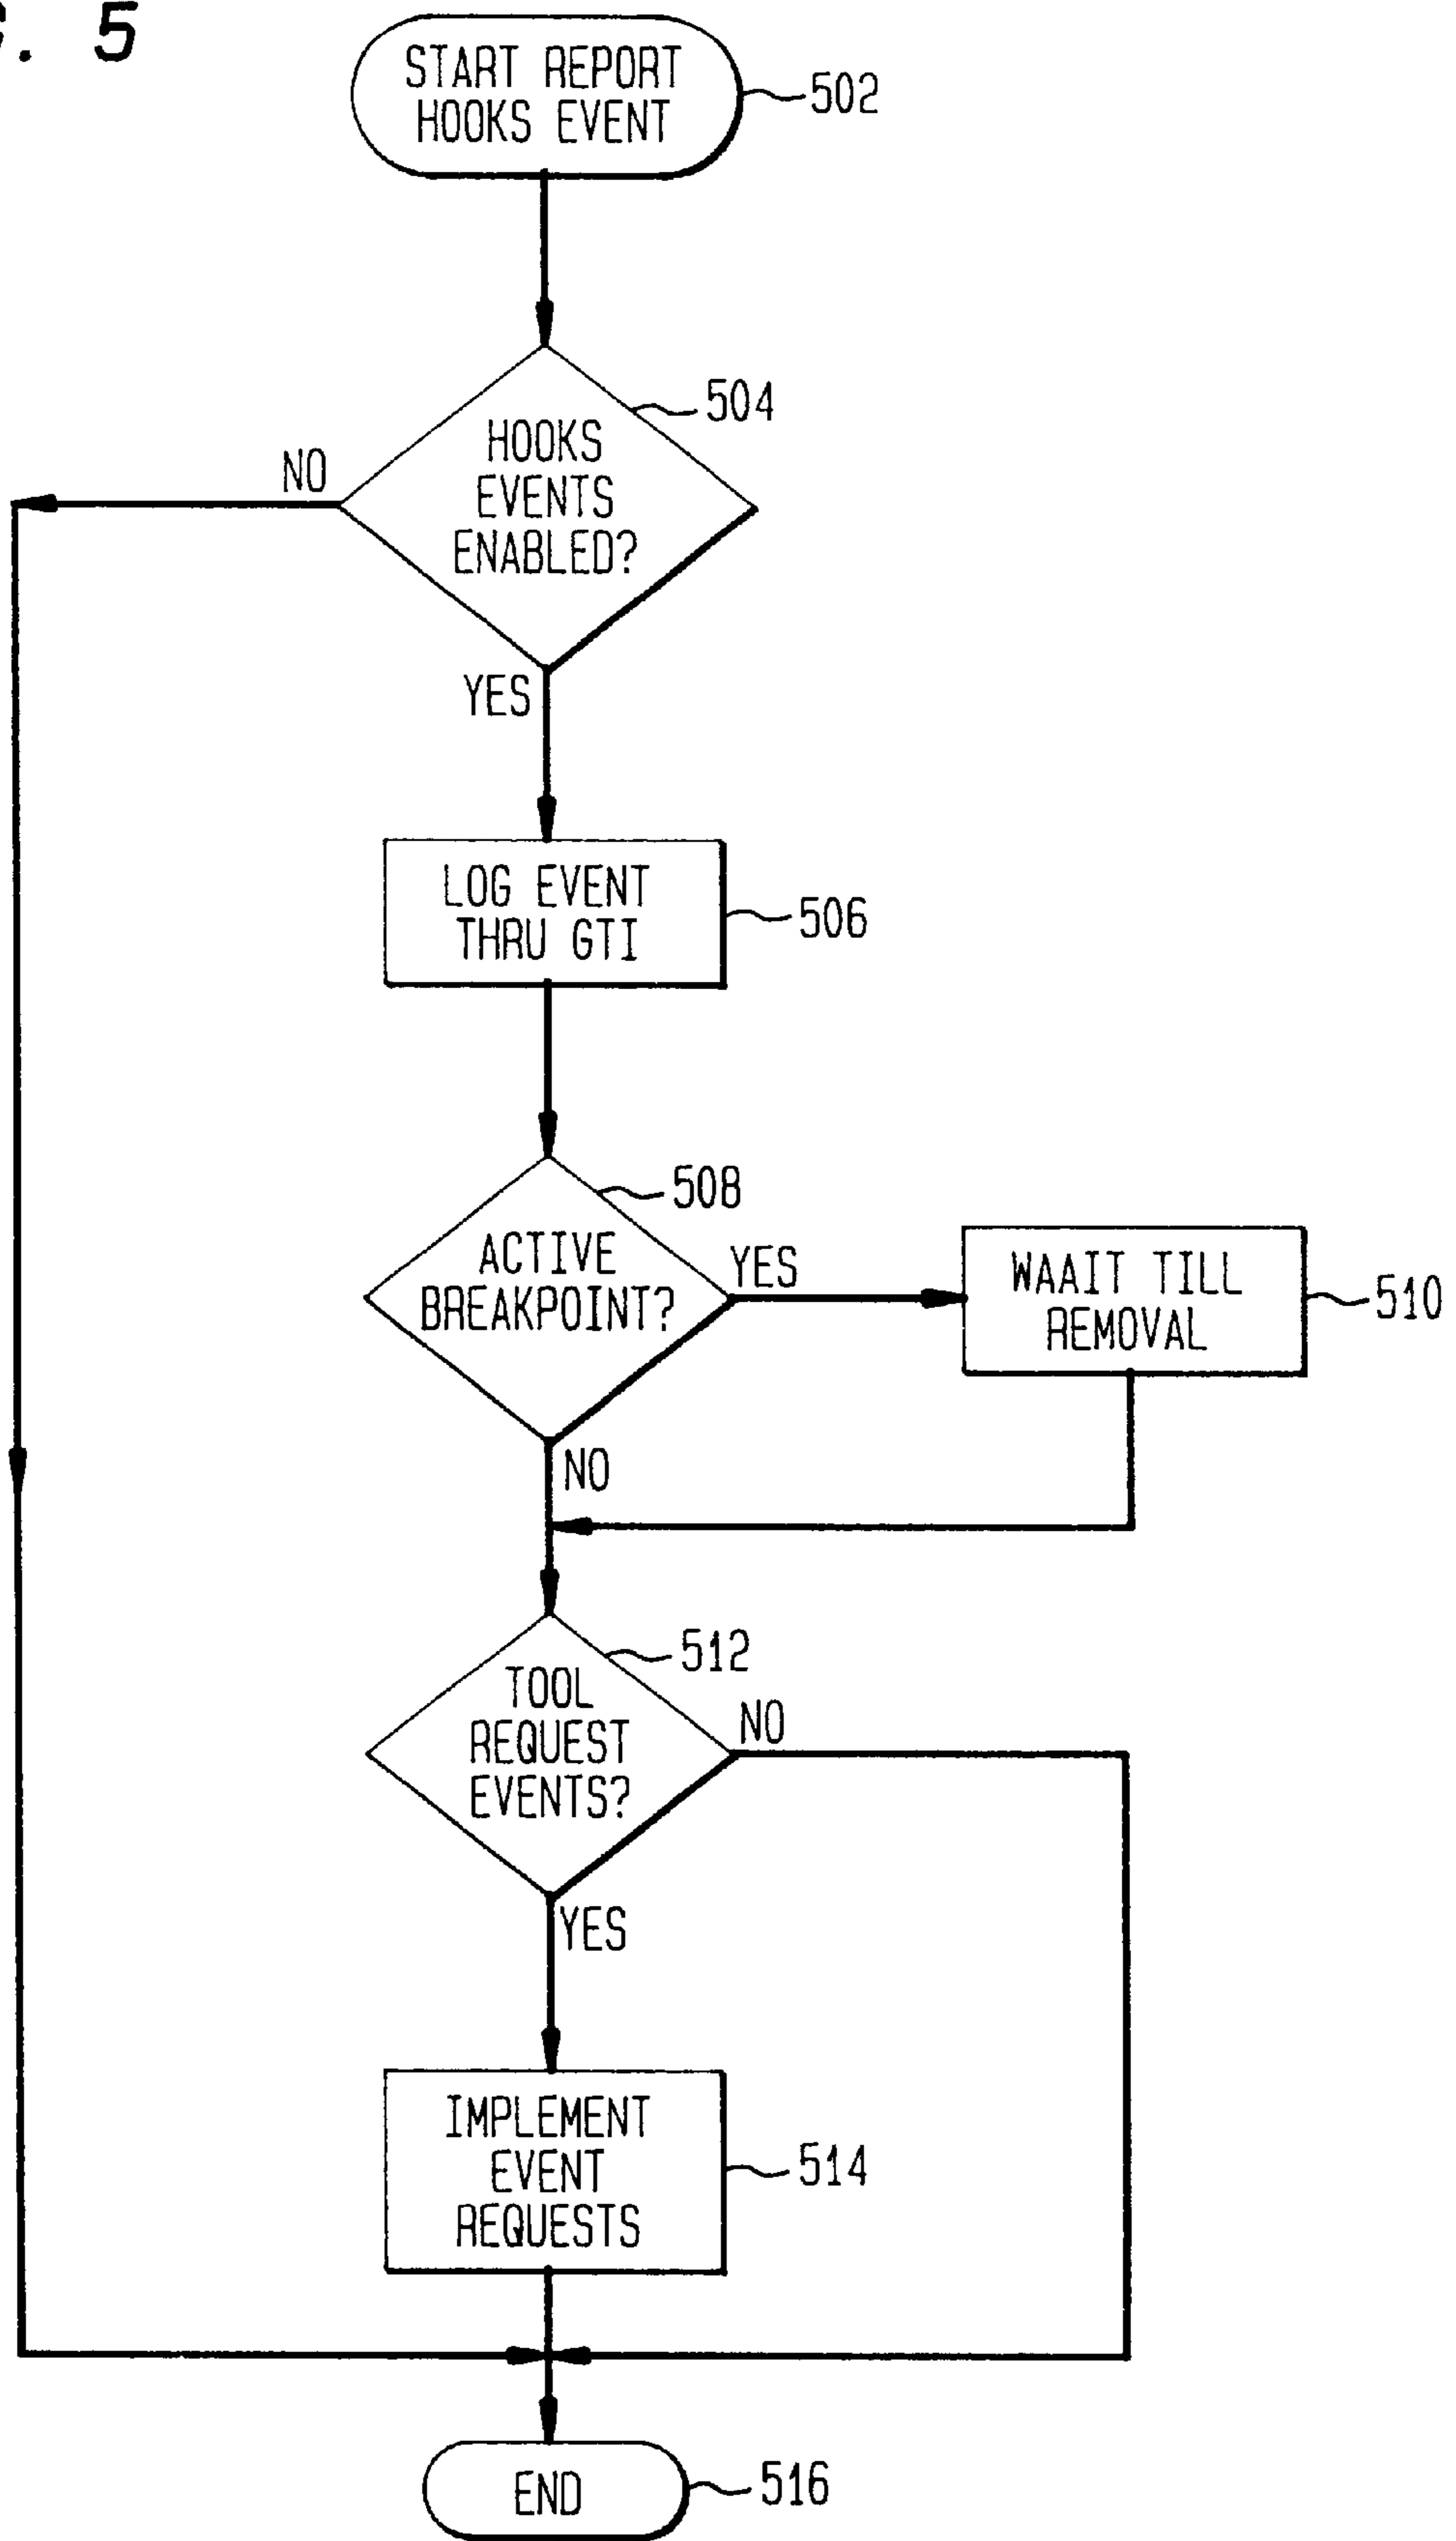 . 5
START REPORT
HOOKS EVENT
502
504
HOOKS
EVENTS
ENABLED?
NO
YES
LOG EVENT
THRU GTI
506
508
ACTIVE
BREAKPOINT?
YES
WAAIT TILL
REMOVAL
510
NO
512
TOOL
REQUEST
EVENTS?
NO
YES
IMPLEMENT
EVENT
REQUESTS
514
END
516